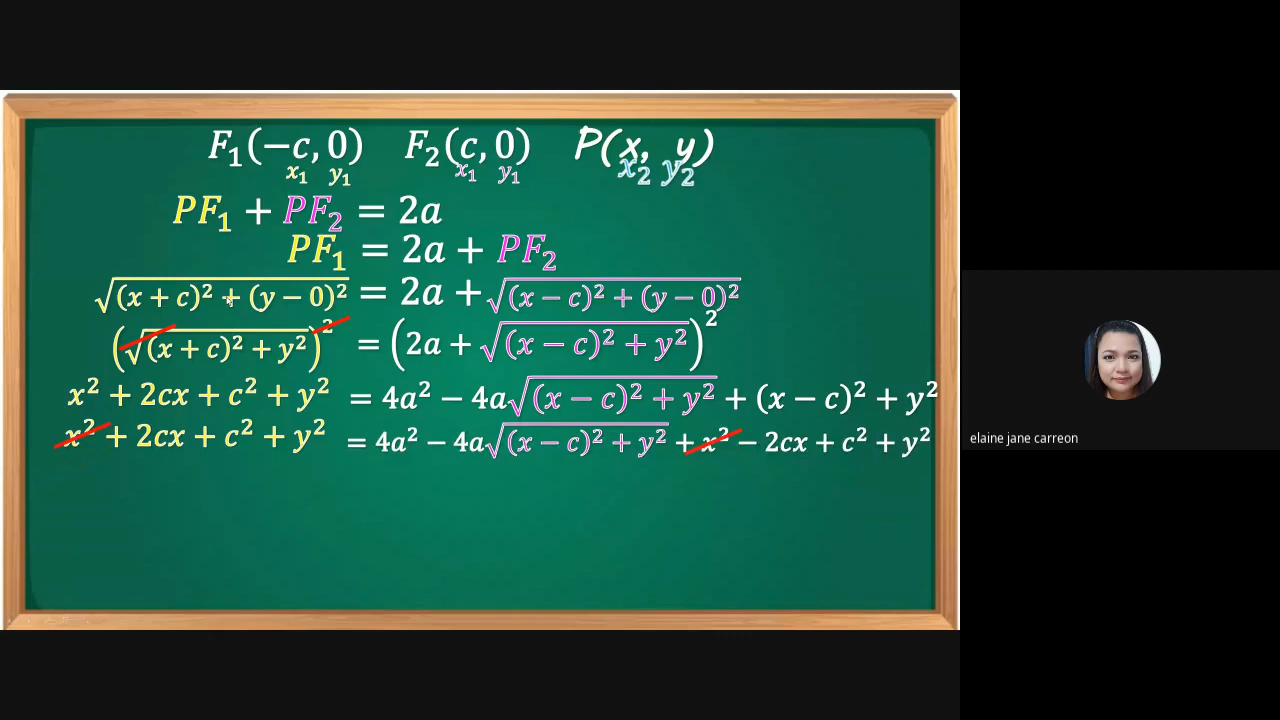 F₁(−c, 0) F₂(c, 0) P(x, y)
x₁ y₁ x₁ y₁ x₂ y₂
PF₁ + PF₂ = 2a
PF₁ = 2a + PF₂
√((x + c)² + (y − 0)²) = 2a + √((x − c)² + (y − 0)²)
(√((x + c)² + y²))² = (2a + √((x − c)² + y²))²
x² + 2cx + c² + y² = 4a² − 4a√((x − c)² + y²) + (x − c)² + y²
x² + 2cx + c² + y² = 4a² − 4a√((x − c)² + y²) + x² − 2cx + c² + y²
elaine jane carreon